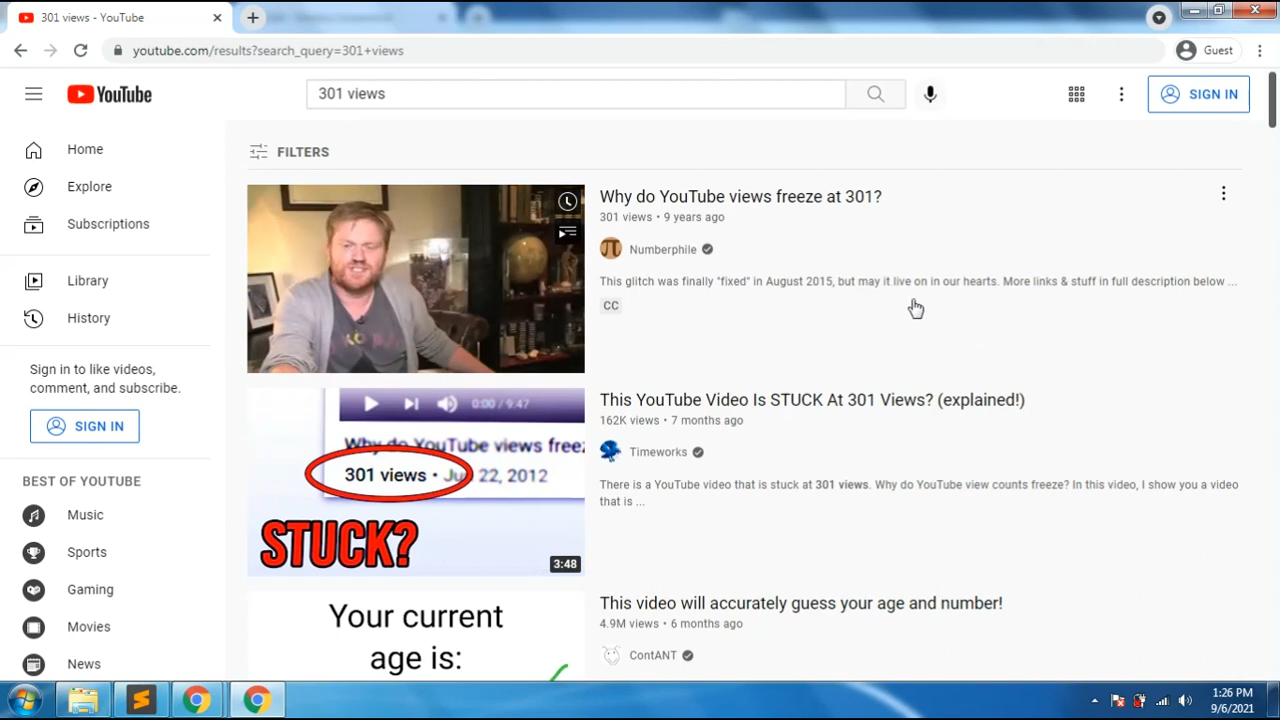 301 views - YouTube
youtube.com/results?search_query=301+views
Guest
YouTube
301 views
SIGN IN
Home
Explore
Subscriptions
Library
History
Sign in to like videos,
comment, and subscribe.
SIGN IN
BEST OF YOUTUBE
Music
Sports
Gaming
Movies
News
FILTERS
Why do YouTube views freeze at 301?
301 views • 9 years ago
Numberphile
This glitch was finally "fixed" in August 2015, but may it live on in our hearts. More links & stuff in full description below ...
CC
0:00 / 9:47
Why do YouTube views freez
301 views • Jun 22, 2012
STUCK?
3:48
This YouTube Video Is STUCK At 301 Views? (explained!)
162K views • 7 months ago
Timeworks
There is a YouTube video that is stuck at 301 views. Why do YouTube view counts freeze? In this video, I show you a video
that is ...
Your current
age is:
This video will accurately guess your age and number!
4.9M views • 6 months ago
ContANT
1:26 PM
9/6/2021